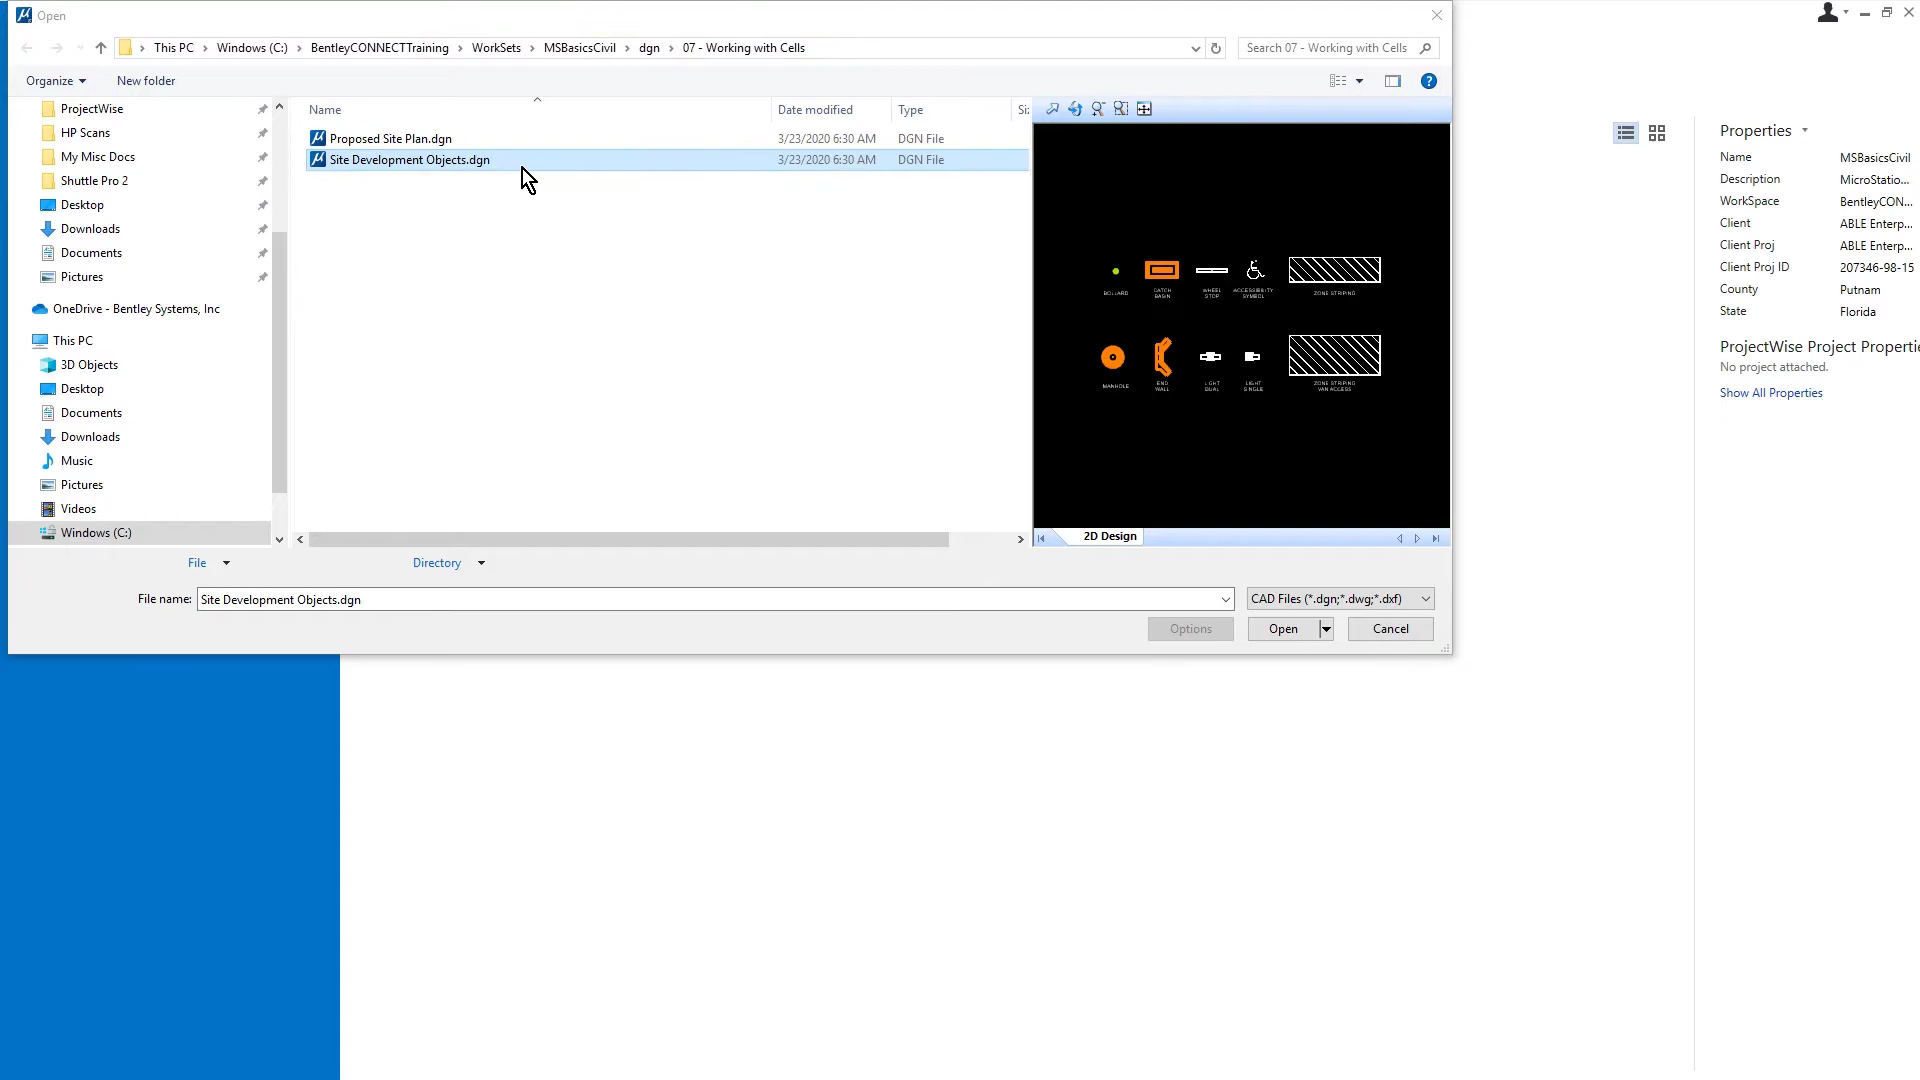 Open
This PC > Windows (C:) > BentleyCONNECTTraining > WorkSets > MSBasicsCivil > dgn > 07 - Working with Cells
Search 07 - Working with Cells
Organize
New folder
ProjectWise
HP Scans
My Misc Docs
Shuttle Pro 2
Desktop
Downloads
Documents
Pictures
OneDrive - Bentley Systems, Inc
This PC
3D Objects
Desktop
Documents
Downloads
Music
Pictures
Videos
Windows (C:)
Name Date modified Type Si:
Proposed Site Plan.dgn 3/23/2020 6:30 AM DGN File
Site Development Objects.dgn 3/23/2020 6:30 AM DGN File
BOLLARD
CATCH
BASIN
WHEEL
STOP
ACCESSIBILITY
SYMBOL
ZONE STRIPING
MANHOLE
END
WALL
LIGHT
DUAL
LIGHT
SINGLE
ZONE STRIPING
VAN ACCESS
2D Design
File
Directory
File name: Site Development Objects.dgn
CAD Files (*.dgn;*.dwg;*.dxf)
Options
Open
Cancel
Properties
Name MSBasicsCivil
Description MicroStatio...
WorkSpace BentleyCON...
Client ABLE Enterp...
Client Proj ABLE Enterp...
Client Proj ID 207346-98-15
County Putnam
State Florida
ProjectWise Project Properti
No project attached.
Show All Properties